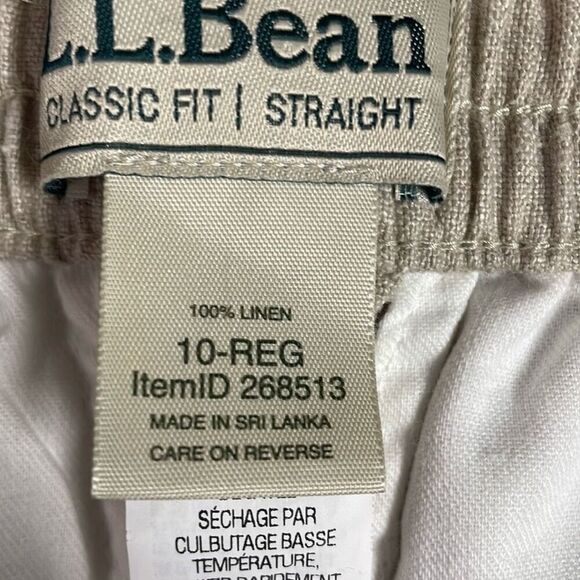 L.L.Bean
CLASSIC FIT | STRAIGHT
100% LINEN
10-REG
ItemID 268513
MADE IN SRI LANKA
CARE ON REVERSE
SÉCHAGE PAR
CULBUTAGE BASSE
TEMPÉRATURE,